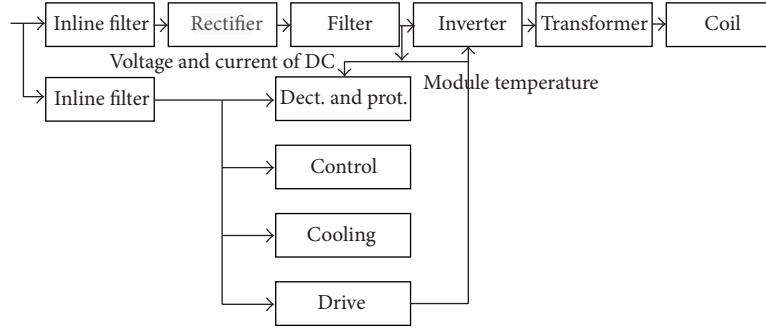 Inline filter
Rectifier
Filter
Inverter
Transformer
Coil
Voltage and current of DC
Inline filter
Dect. and prot.
Module temperature
Control
Cooling
Drive